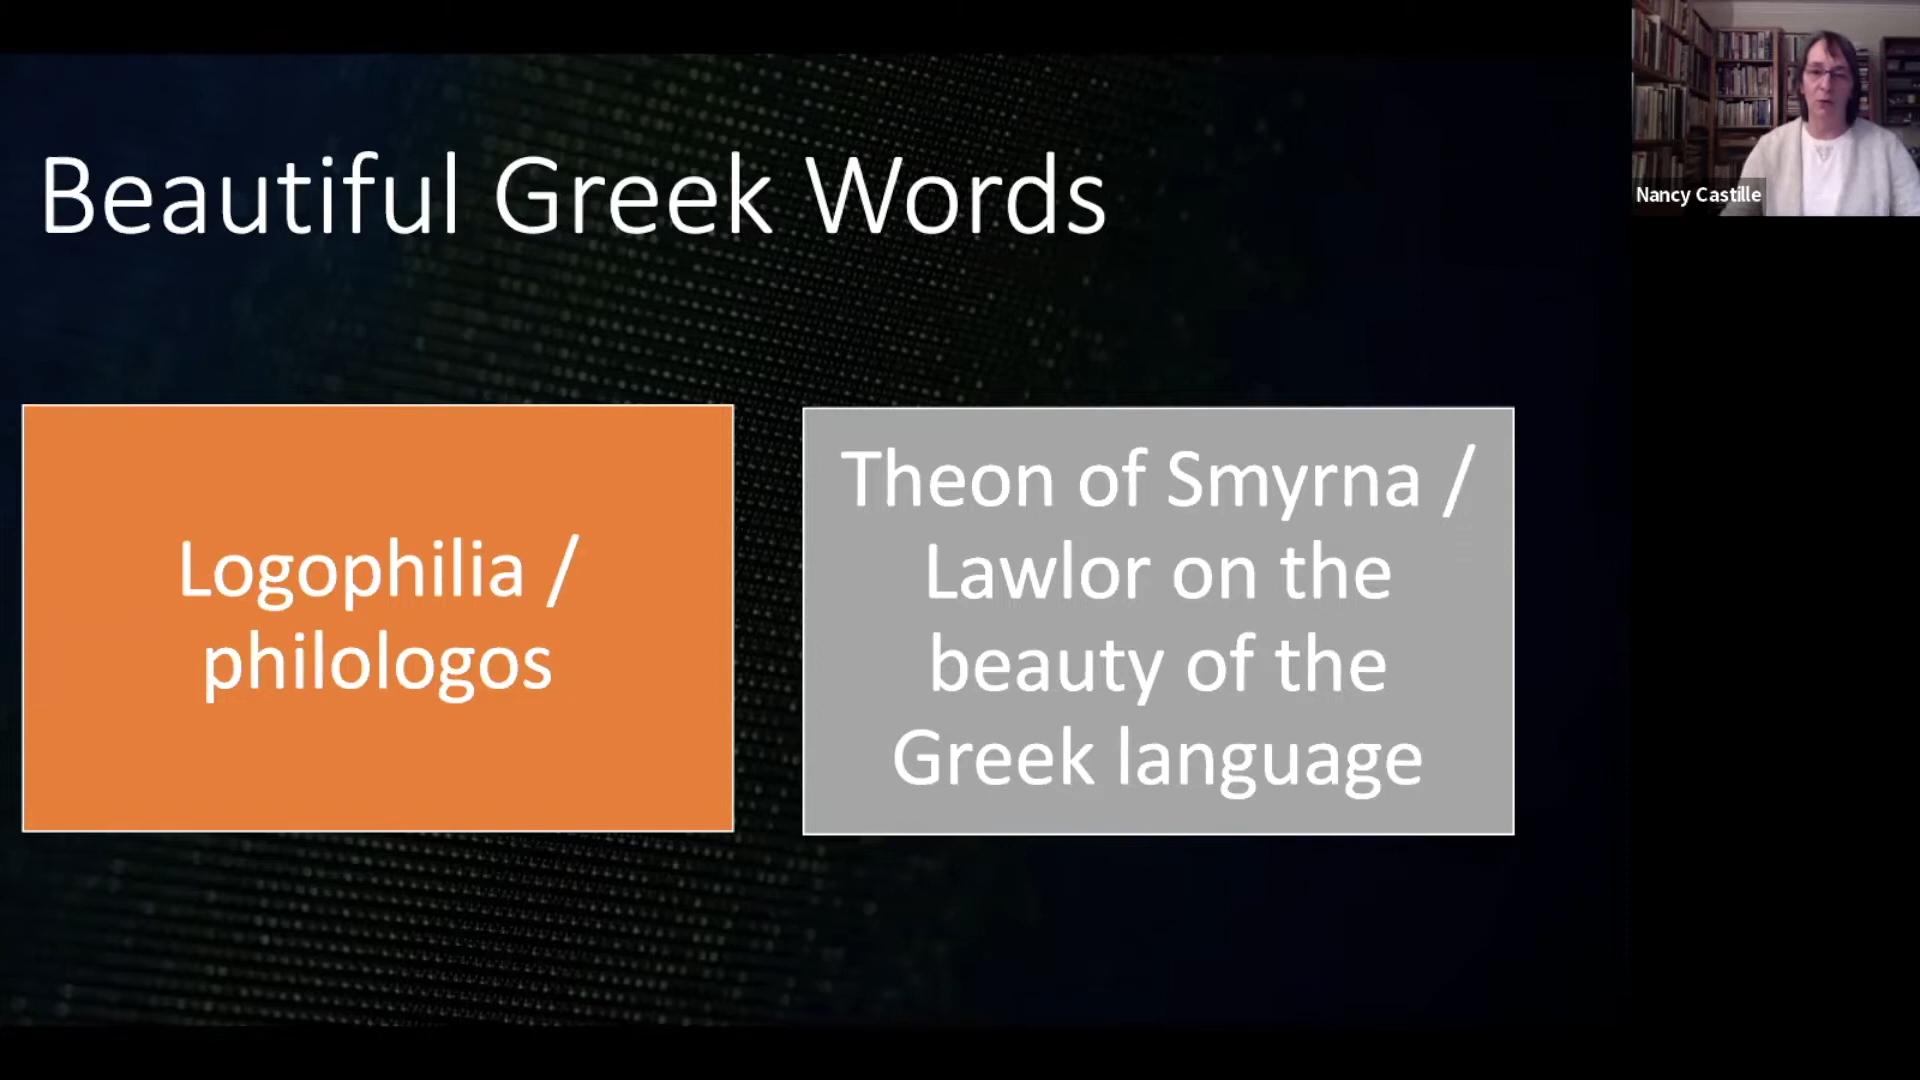 Beautiful Greek Words
Nancy Castille
Logophilia /
philologos
Theon of Smyrna /
Lawlor on the
beauty of the
Greek language